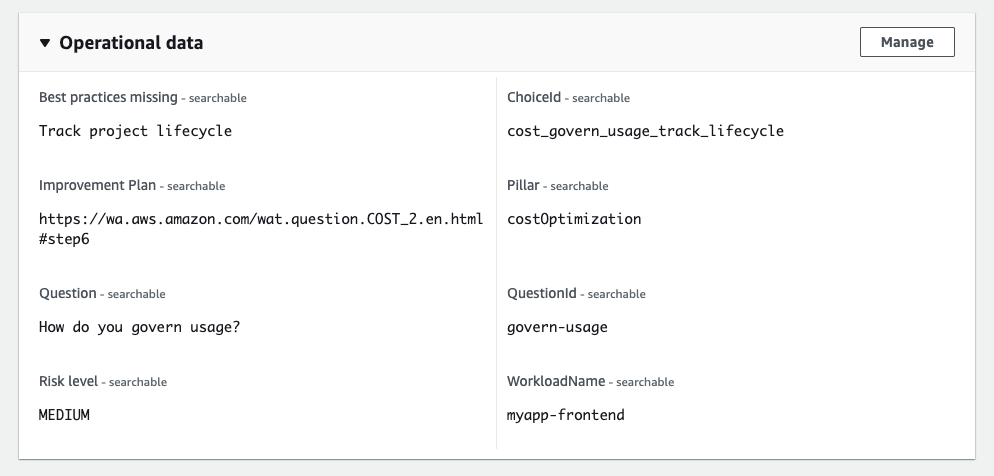 Operational data
Manage
Best practices missing - searchable
Track project lifecycle
ChoiceId - searchable
cost_govern_usage_track_lifecycle
Improvement Plan - searchable
https://wa.aws.amazon.com/wat.question.COST_2.en.html
#step6
Pillar - searchable
costOptimization
Question - searchable
How do you govern usage?
QuestionId - searchable
govern-usage
Risk level - searchable
MEDIUM
WorkloadName - searchable
myapp-frontend